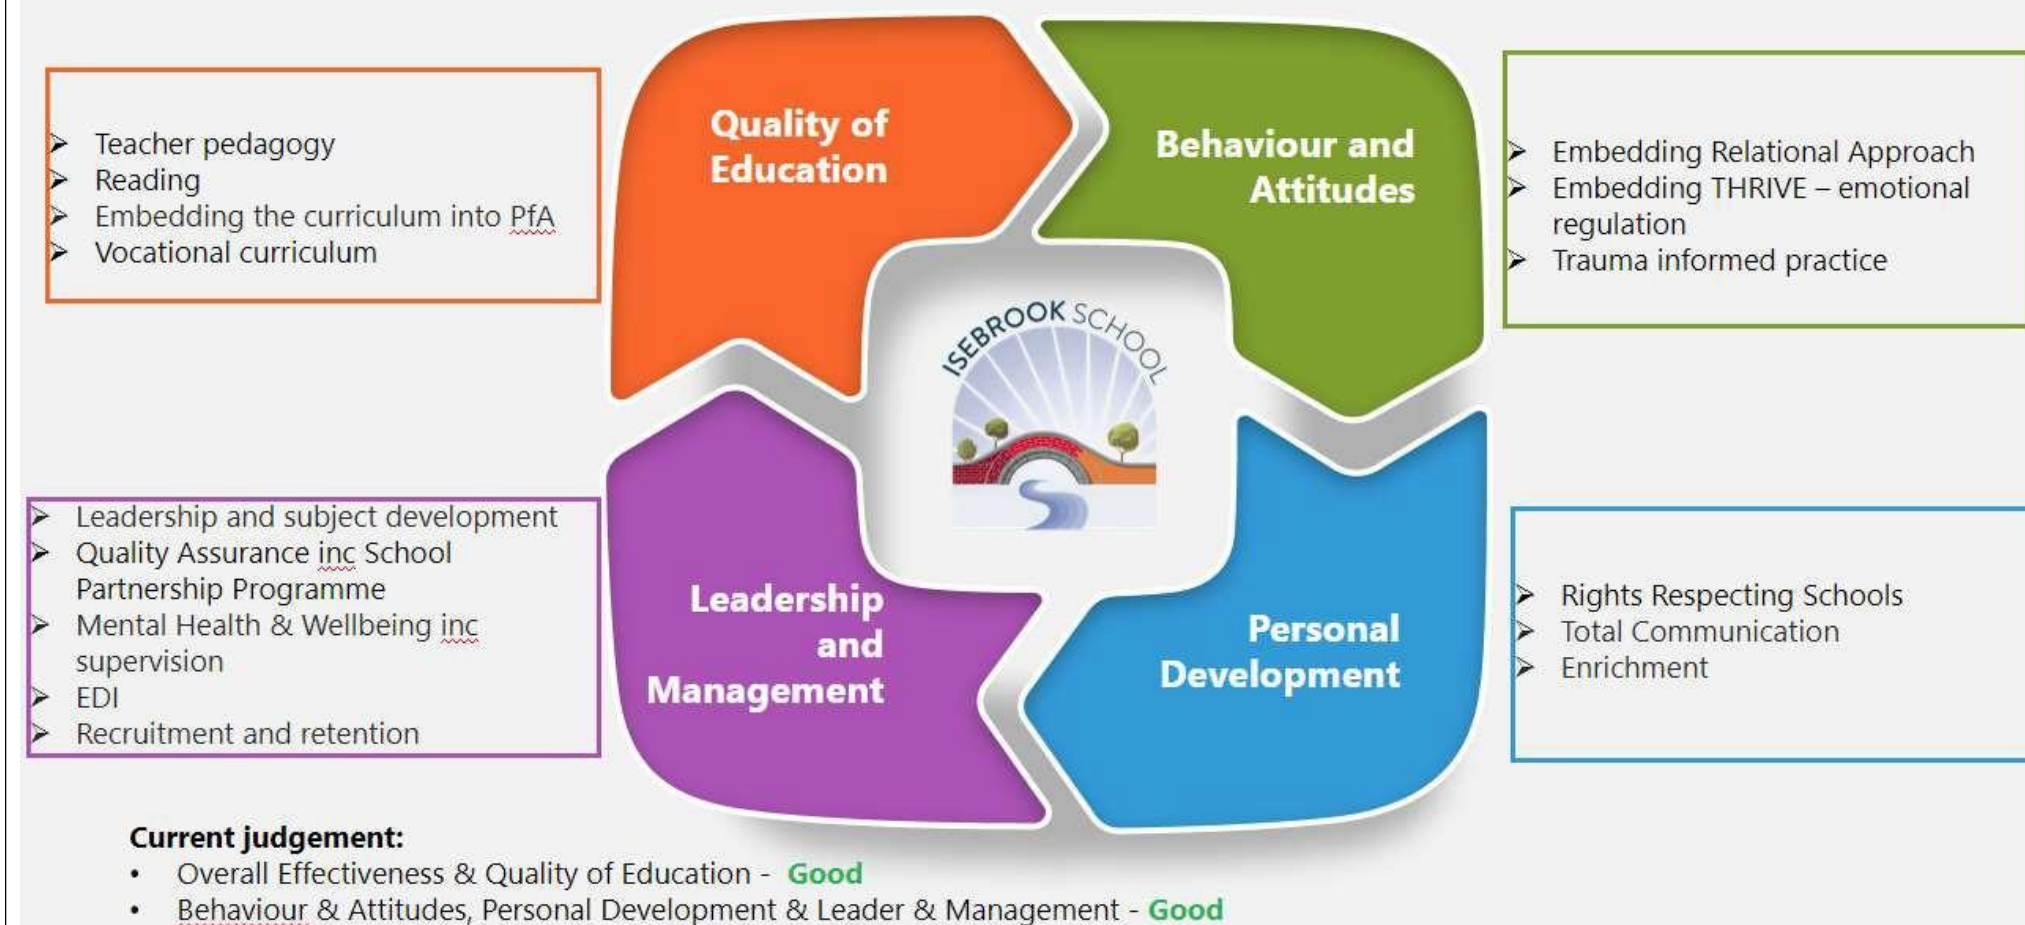 Quality of
Education
Teacher pedagogy
Reading
Embedding the curriculum into PfA
Vocational curriculum
Behaviour and
Attitudes
Embedding Relational Approach
Embedding THRIVE – emotional
regulation
Trauma informed practice
ISEBROOK SCHOOL
Leadership
and
Management
Leadership and subject development
Quality Assurance inc School
Partnership Programme
Mental Health & Wellbeing inc
supervision
EDI
Recruitment and retention
Personal
Development
Rights Respecting Schools
Total Communication
Enrichment
Current judgement:
• Overall Effectiveness & Quality of Education - Good
• Behaviour & Attitudes, Personal Development & Leader & Management - Good